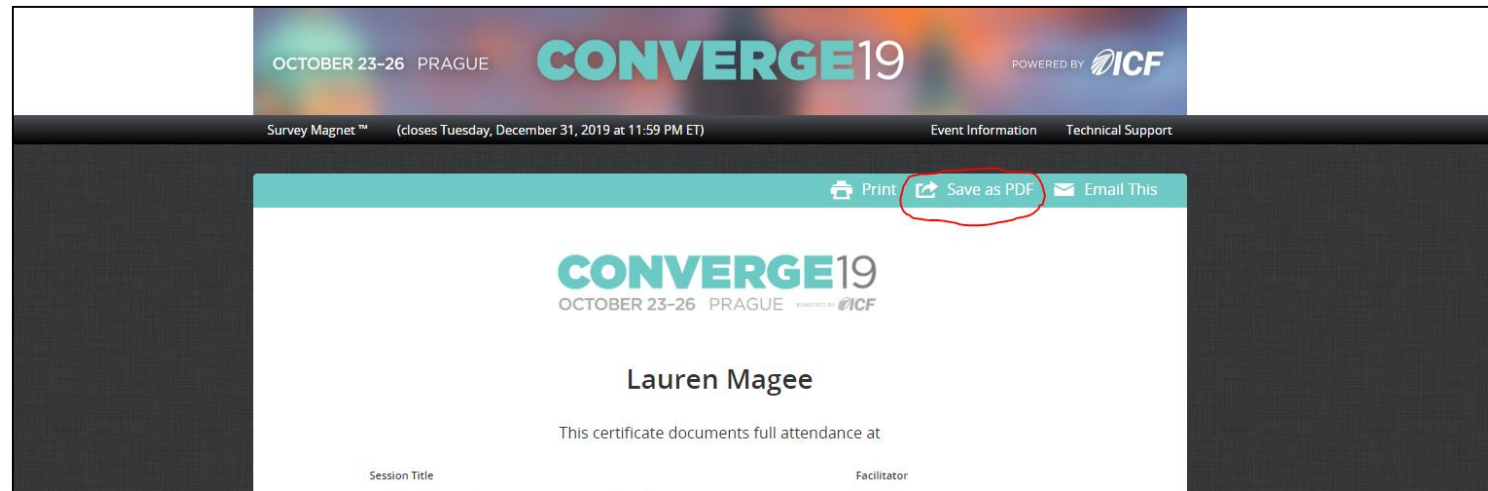 OCTOBER 23-26 PRAGUE CONVERGE19 POWERED BY ICF
Survey Magnet ™ (closes Tuesday, December 31, 2019 at 11:59 PM ET) Event Information Technical Support
Print Save as PDF Email This
CONVERGE19
OCTOBER 23-26 PRAGUE POWERED BY ICF
Lauren Magee
This certificate documents full attendance at
Session Title Facilitator